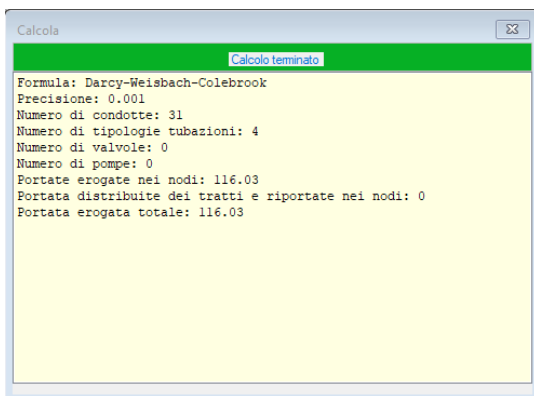 Calcola
Calcolo terminato
Formula: Darcy-Weisbach-Colebrook
Precisione: 0.001
Numero di condotte: 31
Numero di tipologie tubazioni: 4
Numero di valvole: 0
Numero di pompe: 0
Portate erogate nei nodi: 116.03
Portata distribuite dei tratti e riportate nei nodi: 0
Portata erogata totale: 116.03